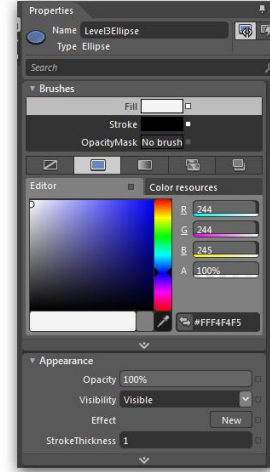 Properties
Name Level3Ellipse
Type Ellipse
Search
Brushes
Fill
Stroke
OpacityMask No brush
Editor
Color resources
R 244
G 244
B 245
A 100%
#FFF4F4F5
Appearance
Opacity 100%
Visibility Visible
Effect New
StrokeThickness 1